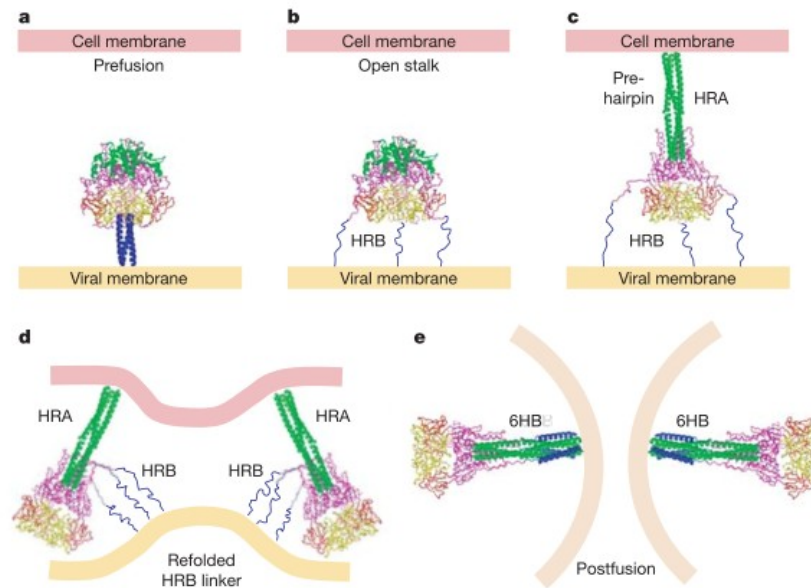 a
Cell membrane
Prefusion
Viral membrane
b
Cell membrane
Open stalk
HRB
Viral membrane
c
Cell membrane
Pre-
hairpin
HRA
HRB
Viral membrane
d
HRA
HRA
HRB
HRB
Refolded
HRB linker
e
6HB
6HB
Postfusion